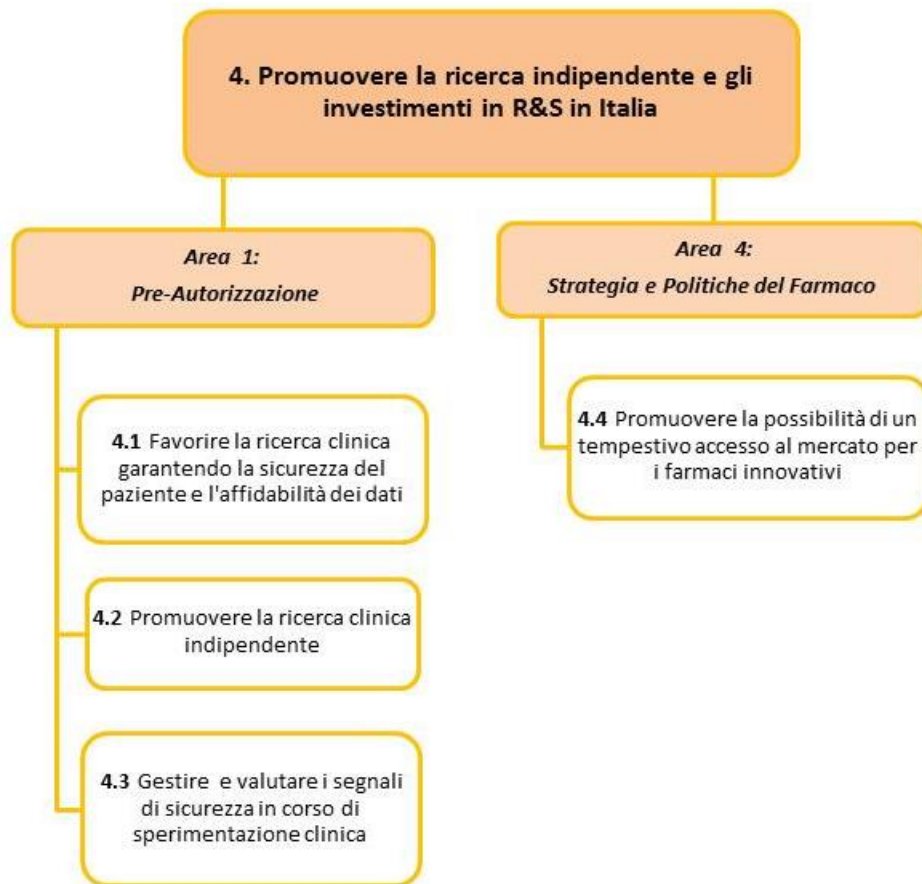 4. Promuovere la ricerca indipendente e gli
investimenti in R&S in Italia
Area 1:
Pre-Autorizzazione
4.1 Favorire la ricerca clinica
garantendo la sicurezza del
paziente e l'affidabilità dei dati
4.2 Promuovere la ricerca clinica
indipendente
4.3 Gestire e valutare i segnali
di sicurezza in corso di
sperimentazione clinica
Area 4:
Strategia e Politiche del Farmaco
4.4 Promuovere la possibilità di un
tempestivo accesso al mercato per
i farmaci innovativi